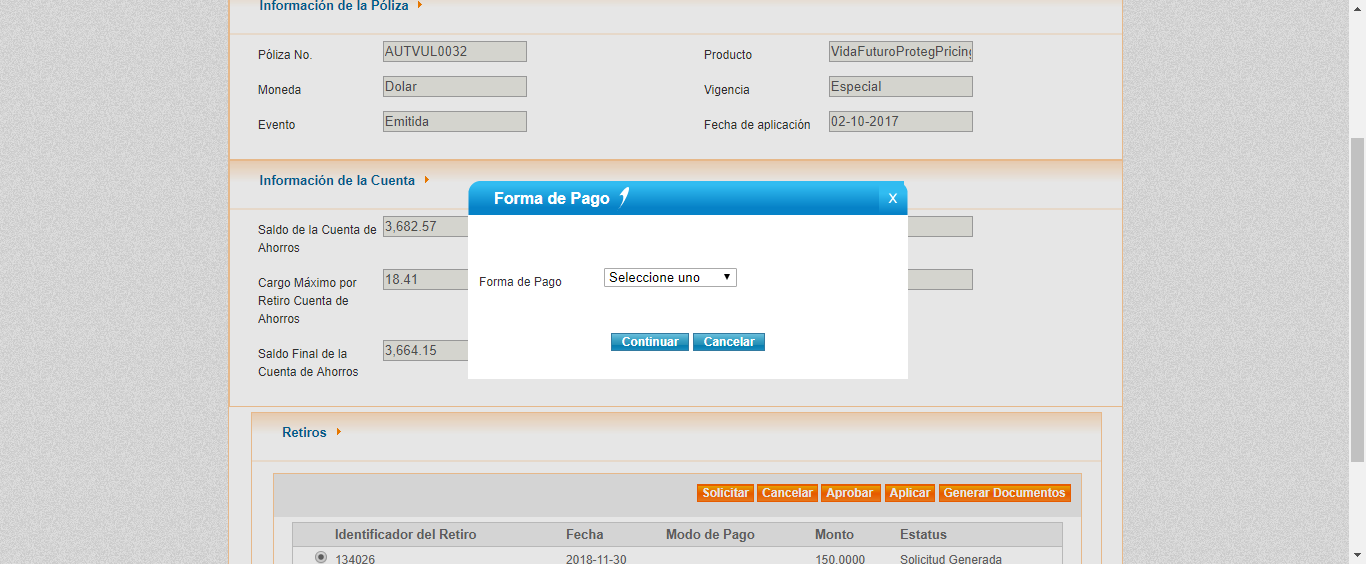 Información de la Póliza
Póliza No. AUTVUL0032 Producto VidaFuturoProtegPricing
Moneda Dolar Vigencia Especial
Evento Emitida Fecha de aplicación 02-10-2017
Información de la Cuenta
Forma de Pago X
Saldo de la Cuenta de 3,682.57
Ahorros
Forma de Pago Seleccione uno
Cargo Máximo por 18.41
Retiro Cuenta de
Ahorros
Continuar Cancelar
Saldo Final de la 3,664.15
Cuenta de Ahorros
Retiros
Solicitar Cancelar Aprobar Aplicar Generar Documentos
Identificador del Retiro Fecha Modo de Pago Monto Estatus
134026 2018-11-30 150.0000 Solicitud Generada